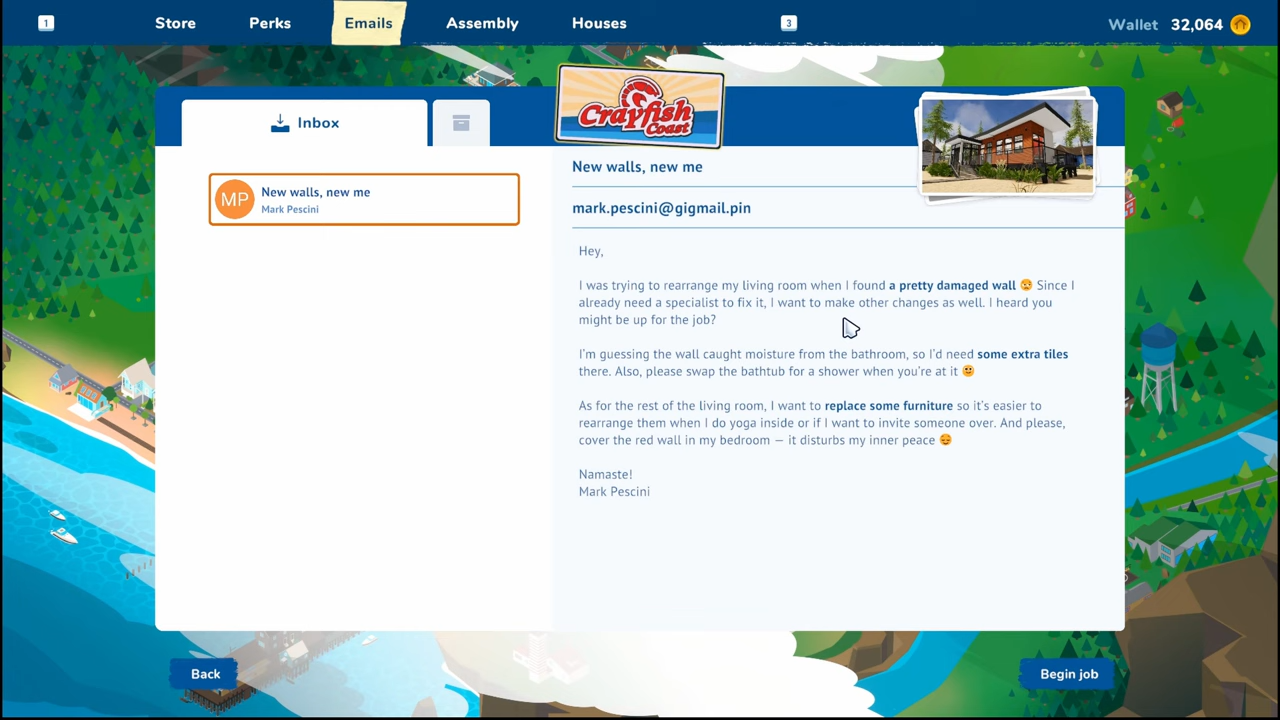 1 Store Perks Emails Assembly Houses 3 Wallet 32,064
Inbox
Crayfish
Coast
New walls, new me
MP New walls, new me
Mark Pescini
mark.pescini@gigmail.pin
Hey,
I was trying to rearrange my living room when I found a pretty damaged wall 😥 Since I
already need a specialist to fix it, I want to make other changes as well. I heard you
might be up for the job?
I'm guessing the wall caught moisture from the bathroom, so I'd need some extra tiles
there. Also, please swap the bathtub for a shower when you're at it 🙂
As for the rest of the living room, I want to replace some furniture so it's easier to
rearrange them when I do yoga inside or if I want to invite someone over. And please,
cover the red wall in my bedroom — it disturbs my inner peace 😌
Namaste!
Mark Pescini
Back
Begin job